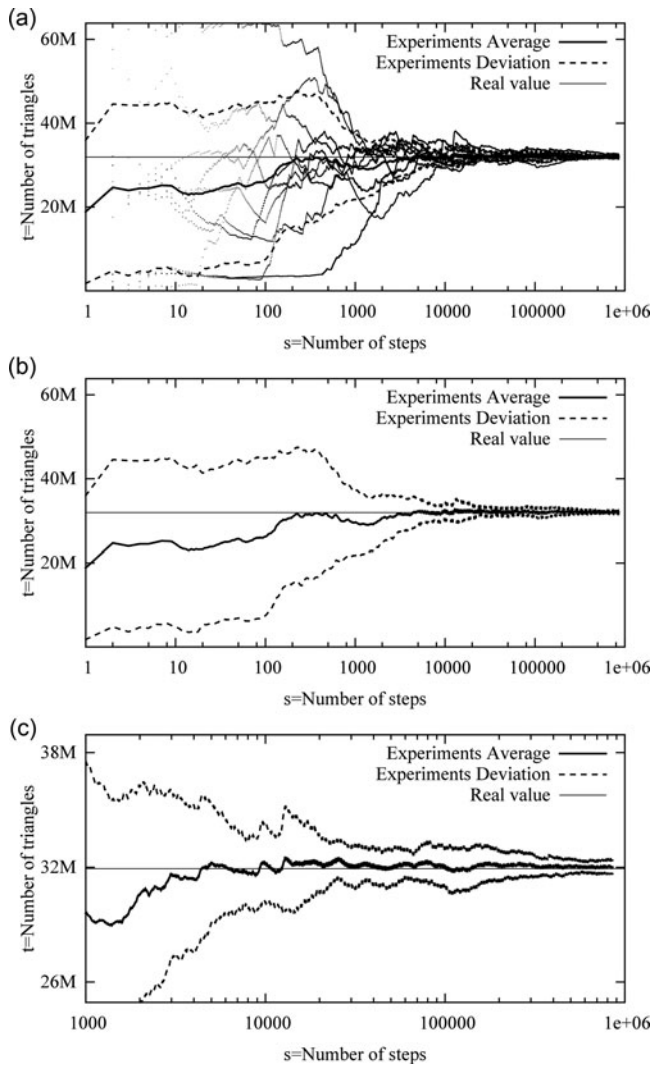 (a)
60M
40M
20M
t=Number of triangles
Experiments Average
Experiments Deviation
Real value
1 10 100 1000 10000 100000 1e+06
s=Number of steps
(b)
60M
40M
20M
t=Number of triangles
Experiments Average
Experiments Deviation
Real value
1 10 100 1000 10000 100000 1e+06
s=Number of steps
(c)
38M
32M
26M
t=Number of triangles
Experiments Average
Experiments Deviation
Real value
1000 10000 100000 1e+06
s=Number of steps